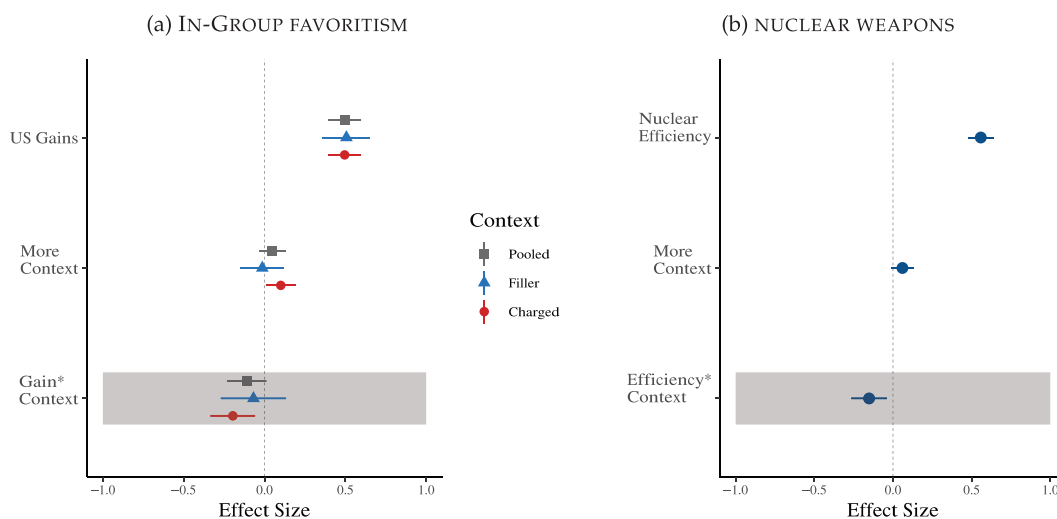 (a) IN-GROUP FAVORITISM
US Gains
More
Context
Gain*
Context
−1.0 −0.5 0.0 0.5 1.0
Effect Size
Context
Pooled
Filler
Charged
(b) NUCLEAR WEAPONS
Nuclear
Efficiency
More
Context
Efficiency*
Context
−1.0 −0.5 0.0 0.5 1.0
Effect Size